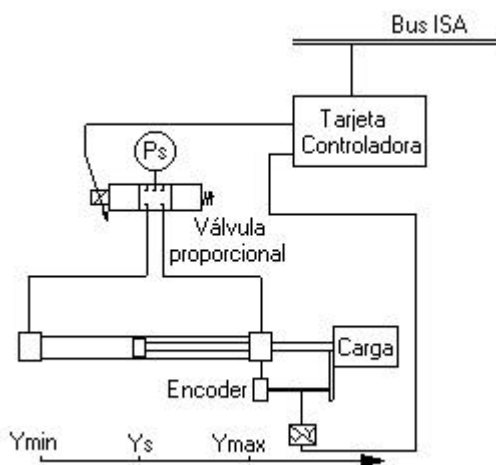 Bus ISA
Tarjeta
Controladora
Ps
Válvula
proporcional
Carga
Encoder
Ymin
Ys
Ymax